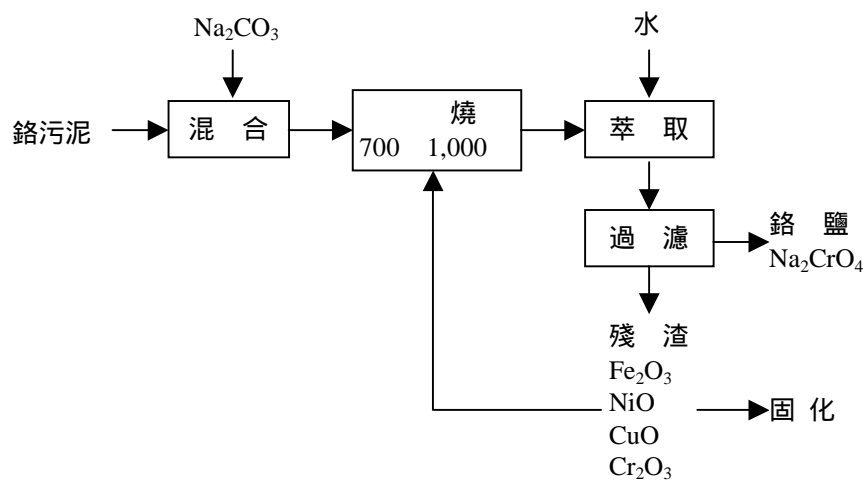 Na₂CO₃
水
鉻污泥
混 合
燒
700 1,000
萃 取
過 濾
鉻 鹽
Na₂CrO₄
殘 渣
Fe₂O₃
NiO
CuO
Cr₂O₃
固 化